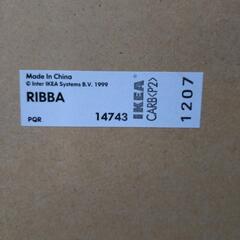 Made In China
© Inter IKEA Systems B.V. 1999
RIBBA
PQR 14743
IKEA
CARB<P2>
1207